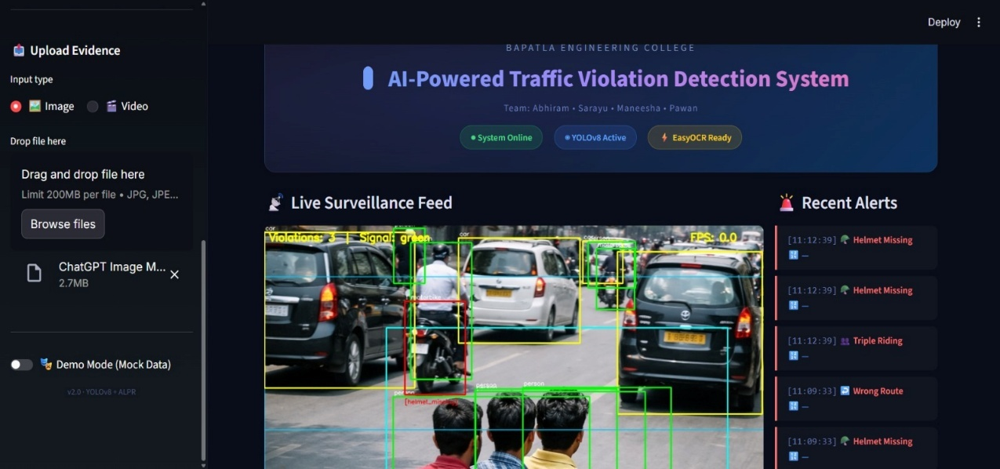 Deploy
Upload Evidence
Input type
Image
Video
Drop file here
Drag and drop file here
Limit 200MB per file • JPG, JPE...
Browse files
ChatGPT Image M...
2.7MB
Demo Mode (Mock Data)
v2.0 · YOLOv8 + ALPR
BAPATLA ENGINEERING COLLEGE
AI-Powered Traffic Violation Detection System
Team: Abhiram • Sarayu • Maneesha • Pawan
System Online
YOLOv8 Active
EasyOCR Ready
Live Surveillance Feed
car
Violations: 3 | Signal: green
car
FPS: 0.0
motorbike
[helmet_mis
person
person
person
Recent Alerts
[11:12:39] Helmet Missing
—
[11:12:39] Helmet Missing
—
[11:12:39] Triple Riding
—
[11:09:33] Wrong Route
—
[11:09:33] Helmet Missing
—